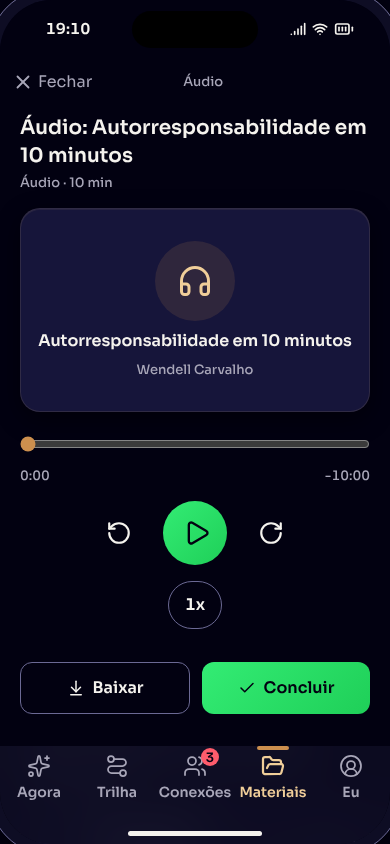 19:10
Fechar
Áudio
Áudio: Autorresponsabilidade em
10 minutos
Áudio · 10 min
Autorresponsabilidade em 10 minutos
Wendell Carvalho
0:00
-10:00
1x
Baixar
Concluir
3
Agora
Trilha
Conexões
Materiais
Eu